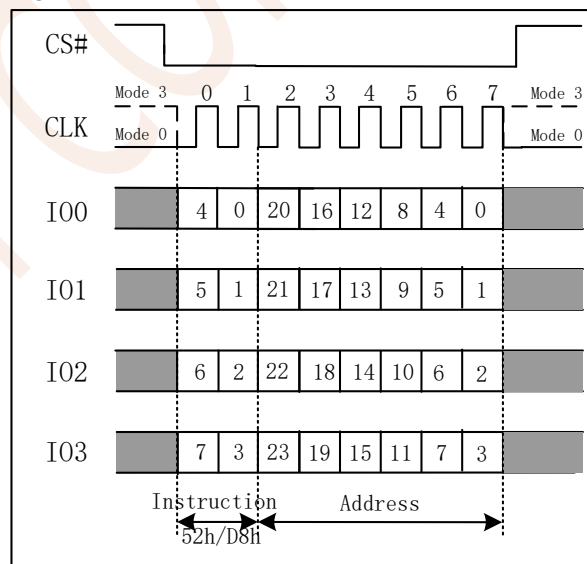 CS#
Mode 3 0 1 2 3 4 5 6 7 Mode 3
CLK
Mode 0 Mode 0
IO0 4 0 20 16 12 8 4 0
IO1 5 1 21 17 13 9 5 1
IO2 6 2 22 18 14 10 6 2
IO3 7 3 23 19 15 11 7 3
Instruction Address
52h/D8h